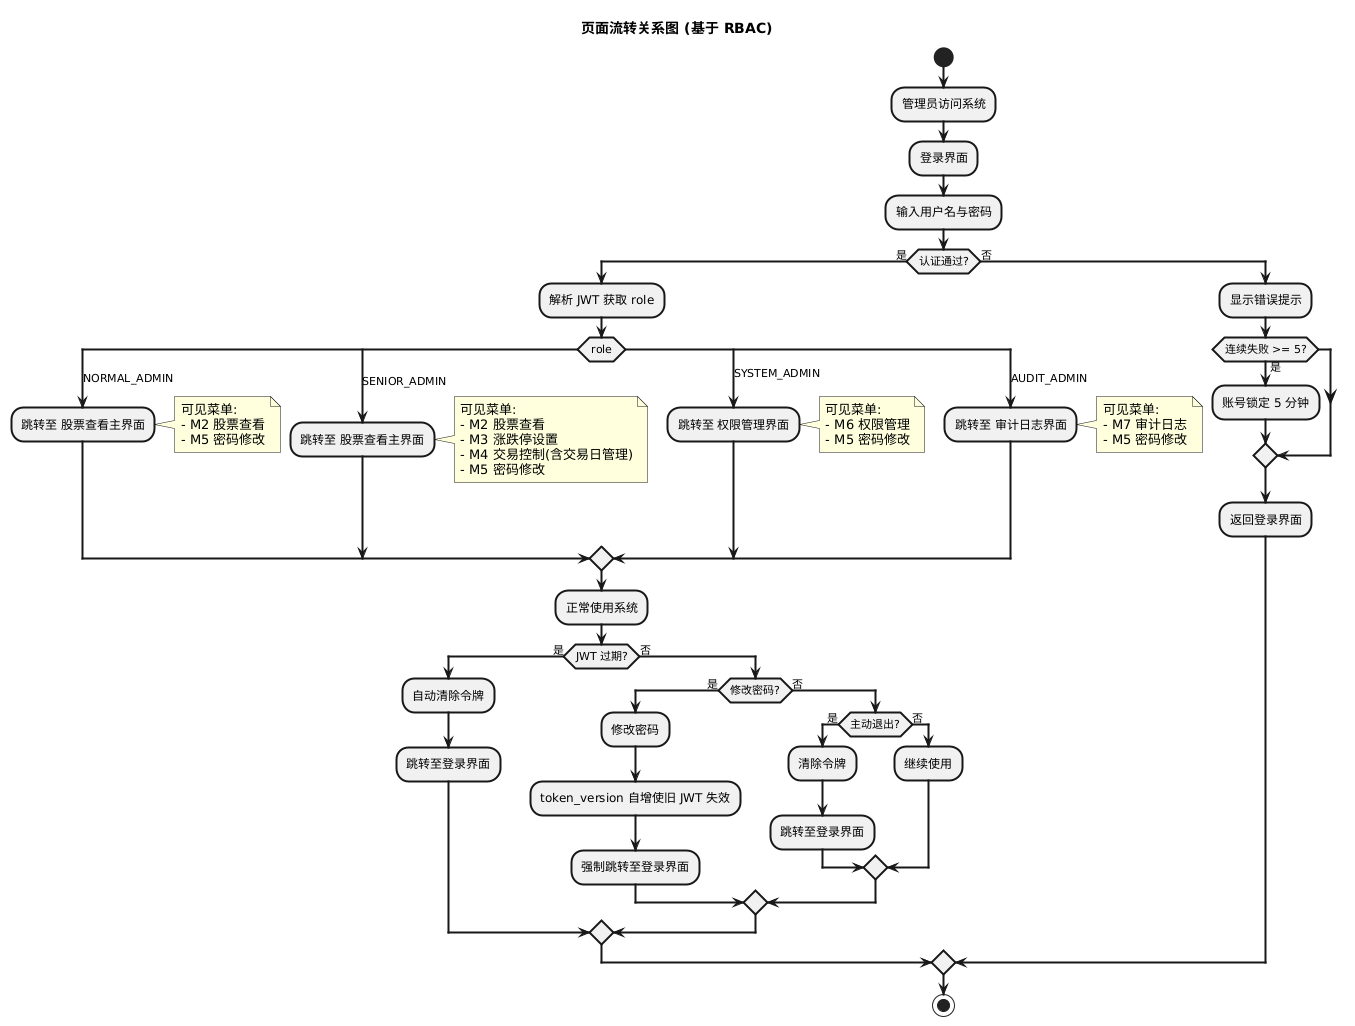 页面流转关系图 (基于 RBAC)
管理员访问系统
登录界面
输入用户名与密码
是
认证通过?
否
解析 JWT 获取 role
role
NORMAL_ADMIN
跳转至 股票查看主界面
可见菜单:
- M2 股票查看
- M5 密码修改
SENIOR_ADMIN
跳转至 股票查看主界面
可见菜单:
- M2 股票查看
- M3 涨跌停设置
- M4 交易控制(含交易日管理)
- M5 密码修改
SYSTEM_ADMIN
跳转至 权限管理界面
可见菜单:
- M6 权限管理
- M5 密码修改
AUDIT_ADMIN
跳转至 审计日志界面
可见菜单:
- M7 审计日志
- M5 密码修改
显示错误提示
连续失败 >= 5?
是
账号锁定 5 分钟
返回登录界面
正常使用系统
是
JWT 过期?
否
自动清除令牌
跳转至登录界面
是
修改密码?
否
修改密码
token_version 自增使旧 JWT 失效
强制跳转至登录界面
是
主动退出?
否
清除令牌
跳转至登录界面
继续使用